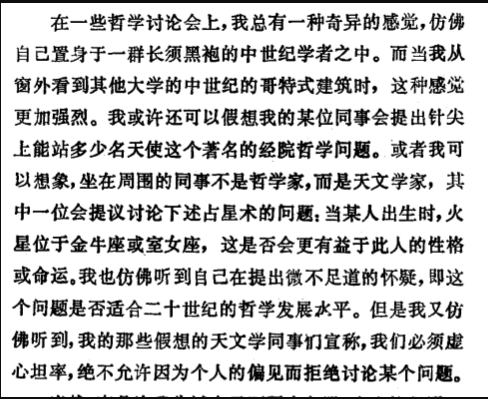 在一些哲学讨论会上，我总有一种奇异的感觉，仿佛
自己置身于一群长须黑袍的中世纪学者之中。而当我从
窗外看到其他大学的中世纪的哥特式建筑时，这种感觉
更加强烈。我或许还可以假想我的某位同事会提出针尖
上能站多少名天使这个著名的经院哲学问题。或者我可
以想象，坐在周围的同事不是哲学家，而是天文学家，其
中一位会提议讨论下述占星术的问题：当某人出生时，火
星位于金牛座或室女座，这是否会更有益于此人的性格
或命运。我也仿佛听到自己在提出微不足道的怀疑，即这
个问题是否适合二十世纪的哲学发展水平。但是我又仿
佛听到，我的那些假想的天文学同事们宣称，我们必须虚
心坦率，绝不允许因为个人的偏见而拒绝讨论某个问题。